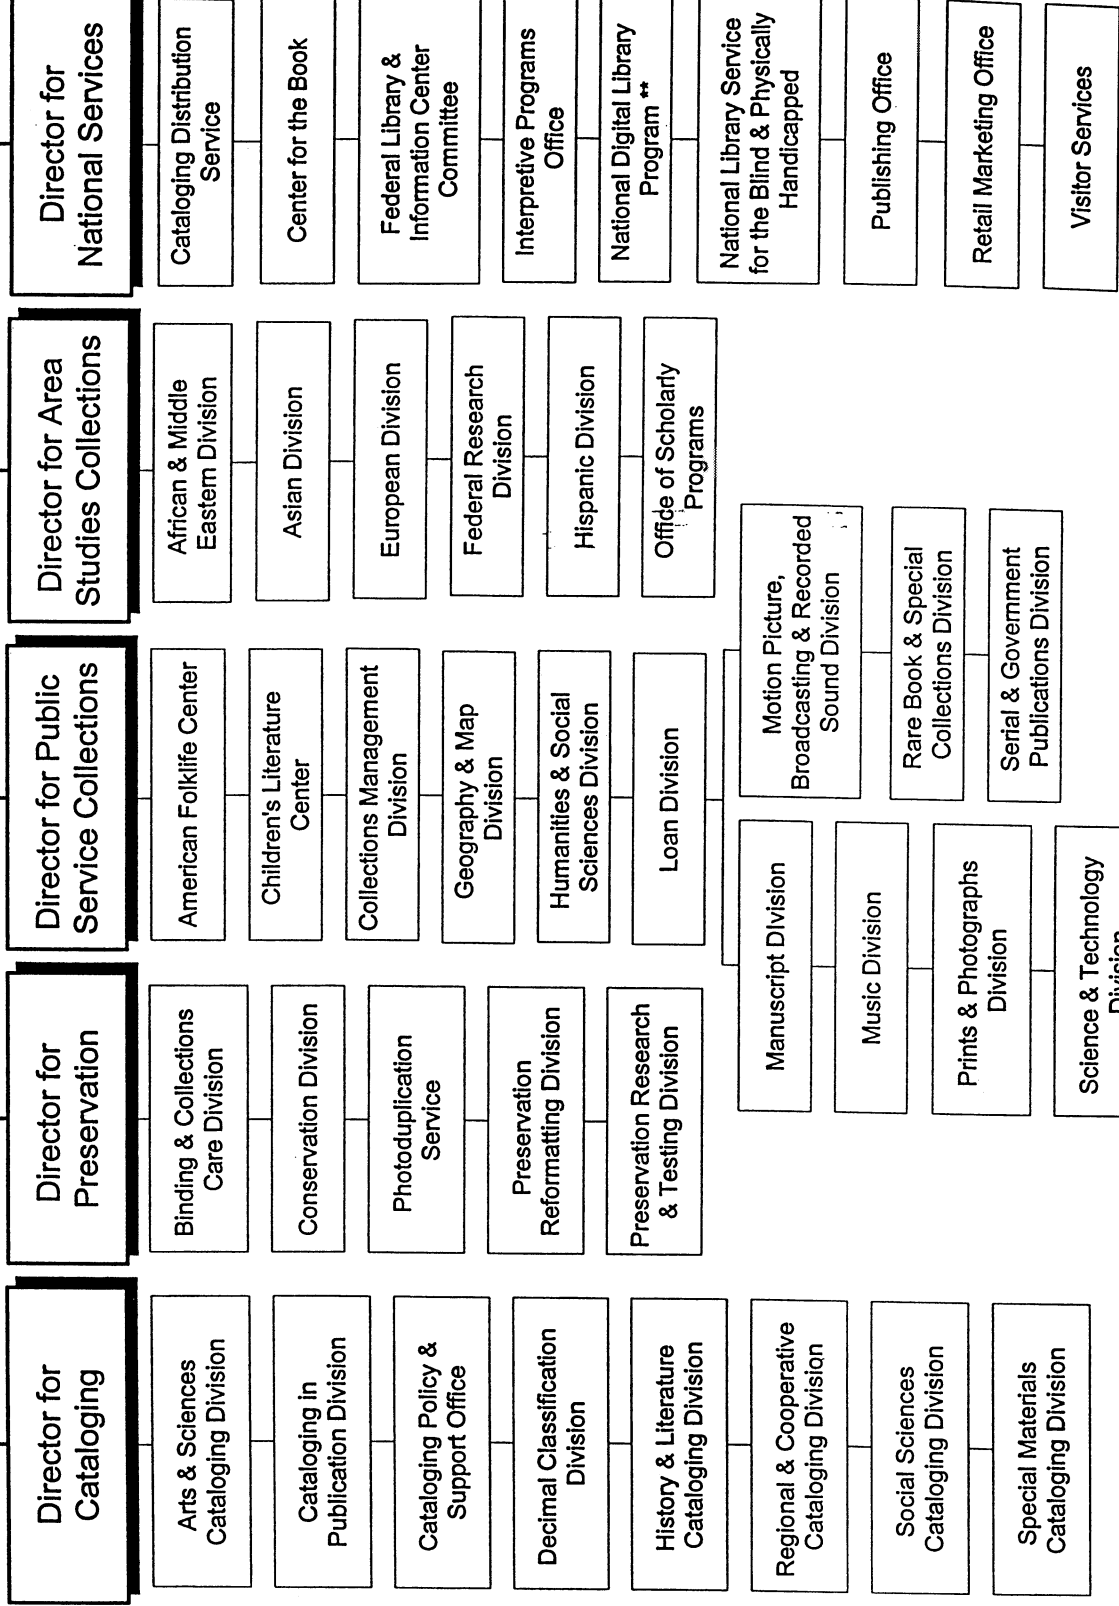 Director for
Cataloging
Arts & Sciences
Cataloging Division
Cataloging in
Publication Division
Cataloging Policy &
Support Office
Decimal Classification
Division
History & Literature
Cataloging Division
Regional & Cooperative
Cataloging Division
Social Sciences
Cataloging Division
Special Materials
Cataloging Division
Director for
Preservation
Binding & Collections
Care Division
Conservation Division
Photoduplication
Service
Preservation
Reformatting Division
Preservation Research
& Testing Division
Director for Public
Service Collections
American Folklife Center
Children's Literature
Center
Collections Management
Division
Geography & Map
Division
Humanities & Social
Sciences Division
Loan Division
Manuscript DIvision
Music Division
Prints & Photographs
Division
Science & Technology
Division
Motion Picture,
Broadcasting & Recorded
Sound Division
Rare Book & Special
Collections Division
Serial & Government
Publications Division
Director for Area
Studies Collections
African & Middle
Eastern Division
Asian Division
European Division
Federal Research
Division
Hispanic Division
Office of Scholarly
Programs
Director for
National Services
Cataloging Distribution
Service
Center for the Book
Federal Library &
Information Center
Committee
Interpretive Programs
Office
National Digital Library
Program **
National Library Service
for the Blind & Physically
Handicapped
Publishing Office
Retail Marketing Office
Visitor Services